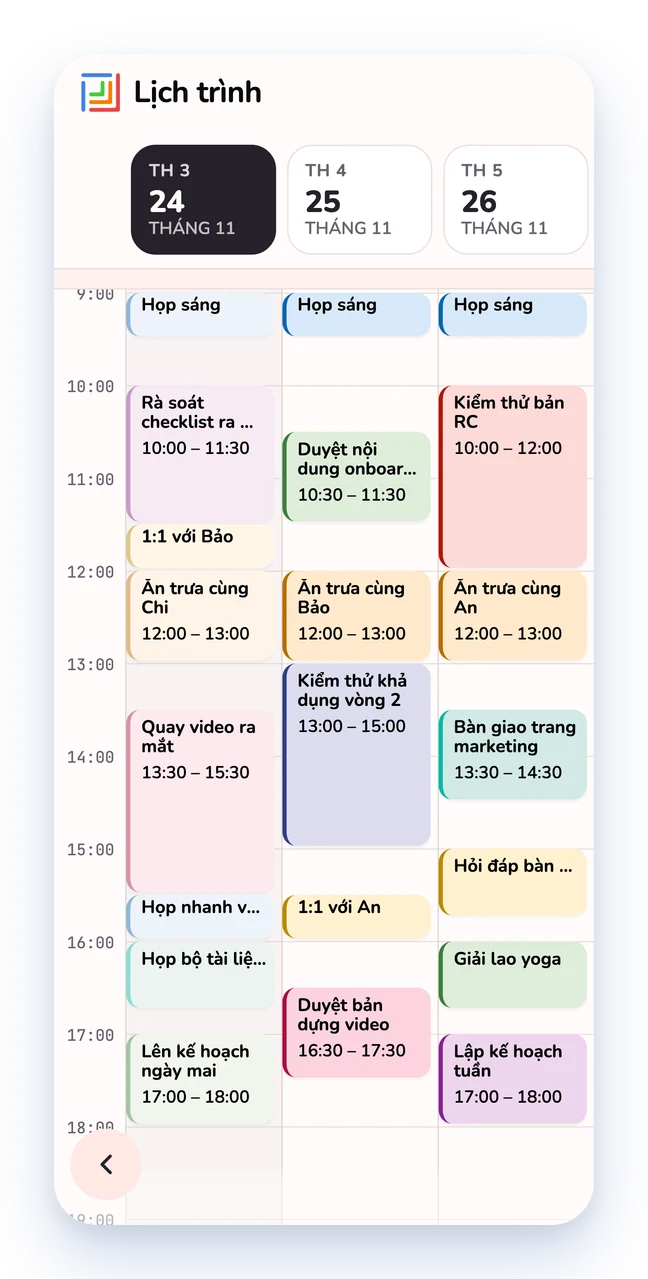 Lịch trình
TH 3
24
THÁNG 11
TH 4
25
THÁNG 11
TH 5
26
THÁNG 11
9:00
Họp sáng
Họp sáng
Họp sáng
10:00
Rà soát
checklist ra ...
10:00 – 11:30
Kiểm thử bản
RC
10:00 – 12:00
Duyệt nội
dung onboar...
10:30 – 11:30
11:00
1:1 với Bảo
12:00
Ăn trưa cùng
Chi
12:00 – 13:00
Ăn trưa cùng
Bảo
12:00 – 13:00
Ăn trưa cùng
An
12:00 – 13:00
13:00
Kiểm thử khả
dụng vòng 2
13:00 – 15:00
Quay video ra
mắt
13:30 – 15:30
Bàn giao trang
marketing
13:30 – 14:30
14:00
15:00
Hỏi đáp bàn ...
Họp nhanh v...
1:1 với An
16:00
Họp bộ tài liệ...
Giải lao yoga
Duyệt bản
dựng video
16:30 – 17:30
17:00
Lên kế hoạch
ngày mai
17:00 – 18:00
Lập kế hoạch
tuần
17:00 – 18:00
18:00
19:00